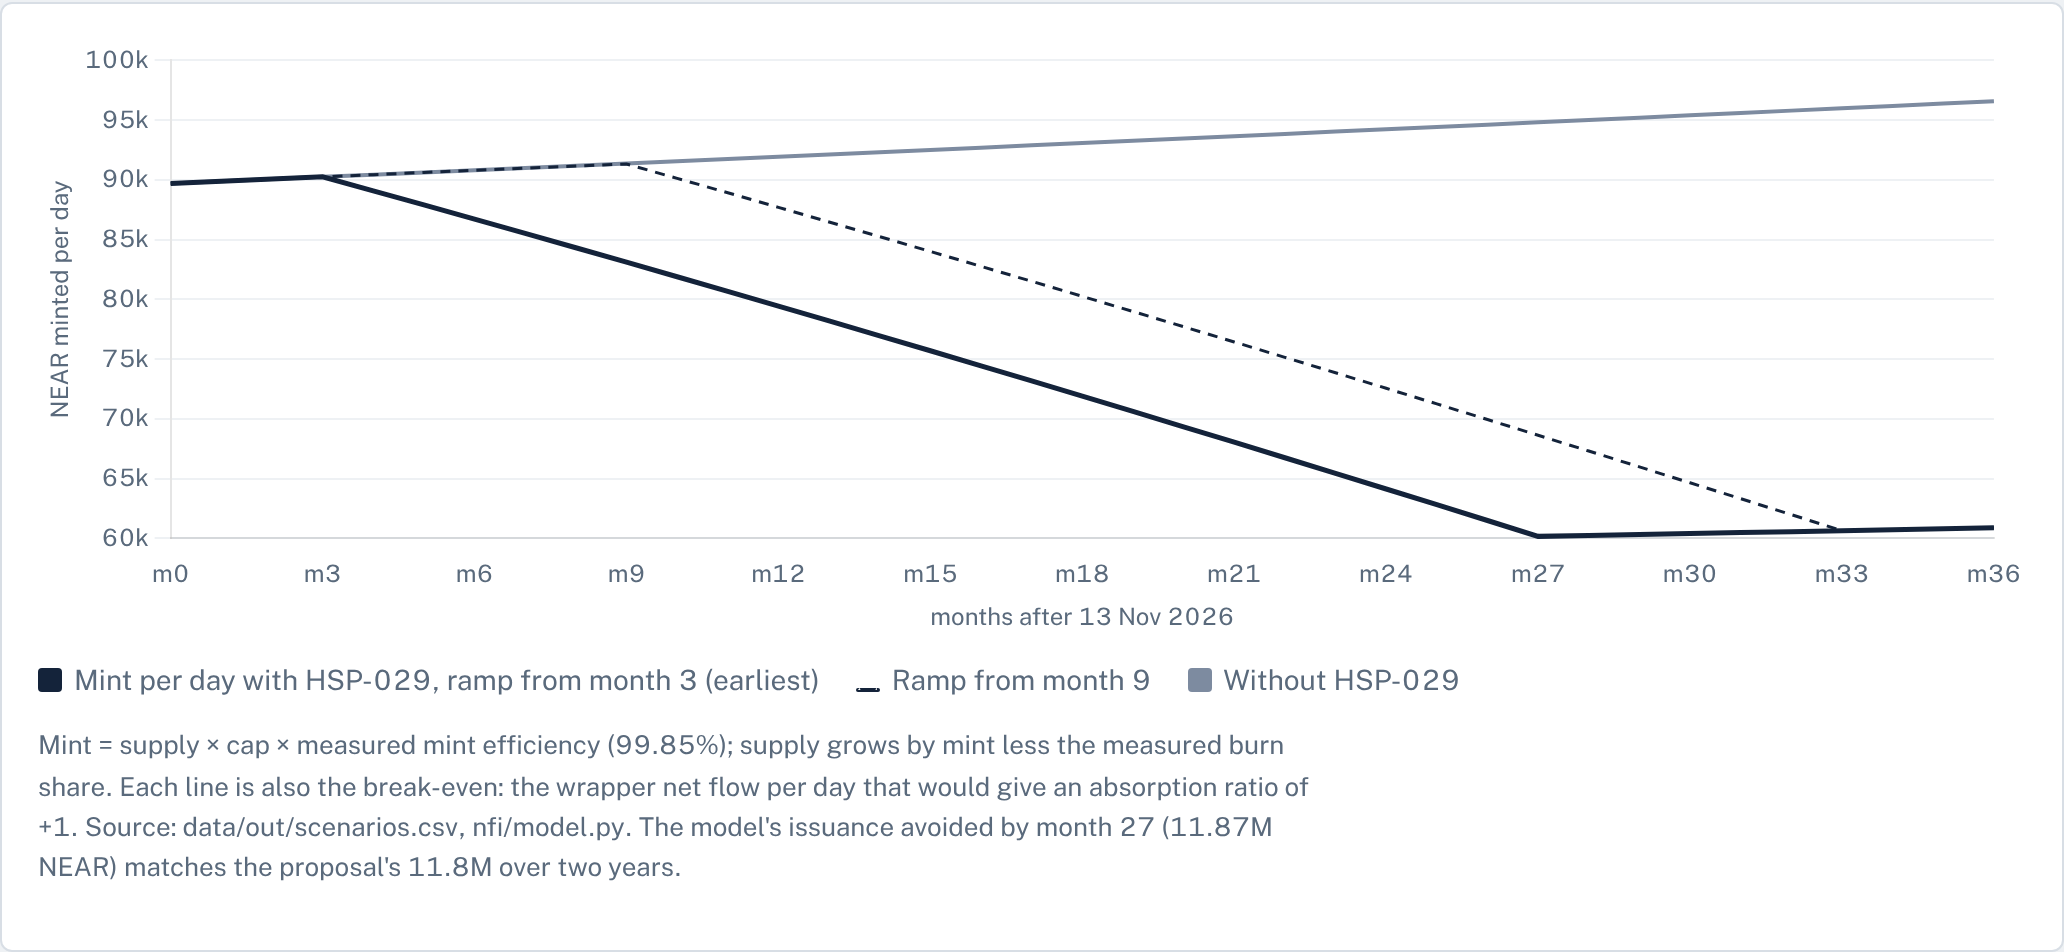 100k
95k
90k
85k
80k
75k
70k
65k
60k
NEAR minted per day
m0 m3 m6 m9 m12 m15 m18 m21 m24 m27 m30 m33 m36
months after 13 Nov 2026
Mint per day with HSP-029, ramp from month 3 (earliest) Ramp from month 9 Without HSP-029
Mint = supply × cap × measured mint efficiency (99.85%); supply grows by mint less the measured burn
share. Each line is also the break-even: the wrapper net flow per day that would give an absorption ratio of
+1. Source: data/out/scenarios.csv, nfi/model.py. The model's issuance avoided by month 27 (11.87M
NEAR) matches the proposal's 11.8M over two years.